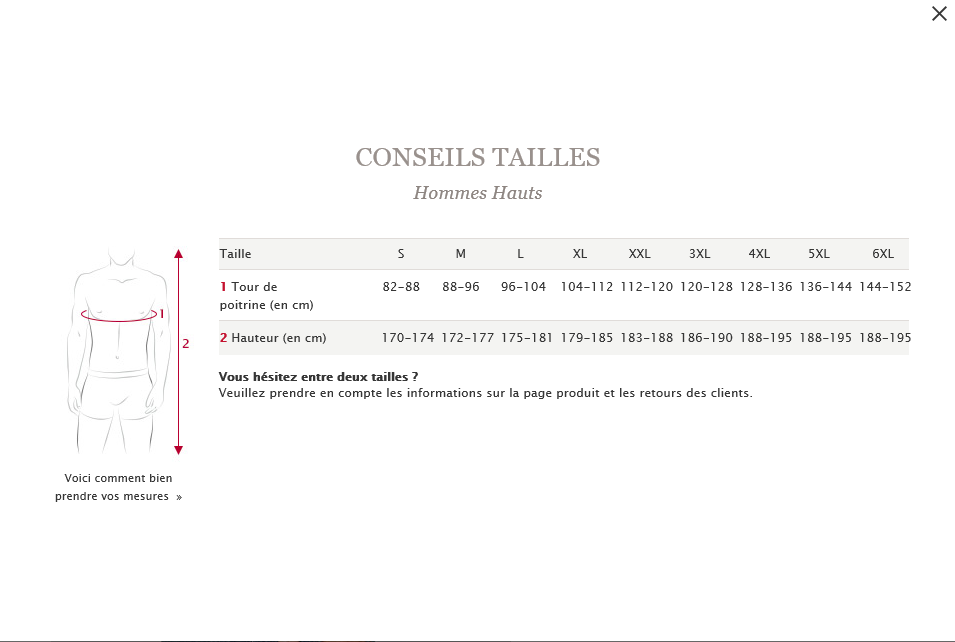 CONSEILS TAILLES
Hommes Hauts
Taille S M L XL XXL 3XL 4XL 5XL 6XL
1 Tour de poitrine (en cm) 82–88 88–96 96–104 104–112 112–120 120–128 128–136 136–144 144–152
2 Hauteur (en cm) 170–174 172–177 175–181 179–185 183–188 186–190 188–195 188–195 188–195
1
2
Vous hésitez entre deux tailles ?
Veuillez prendre en compte les informations sur la page produit et les retours des clients.
Voici comment bien
prendre vos mesures »